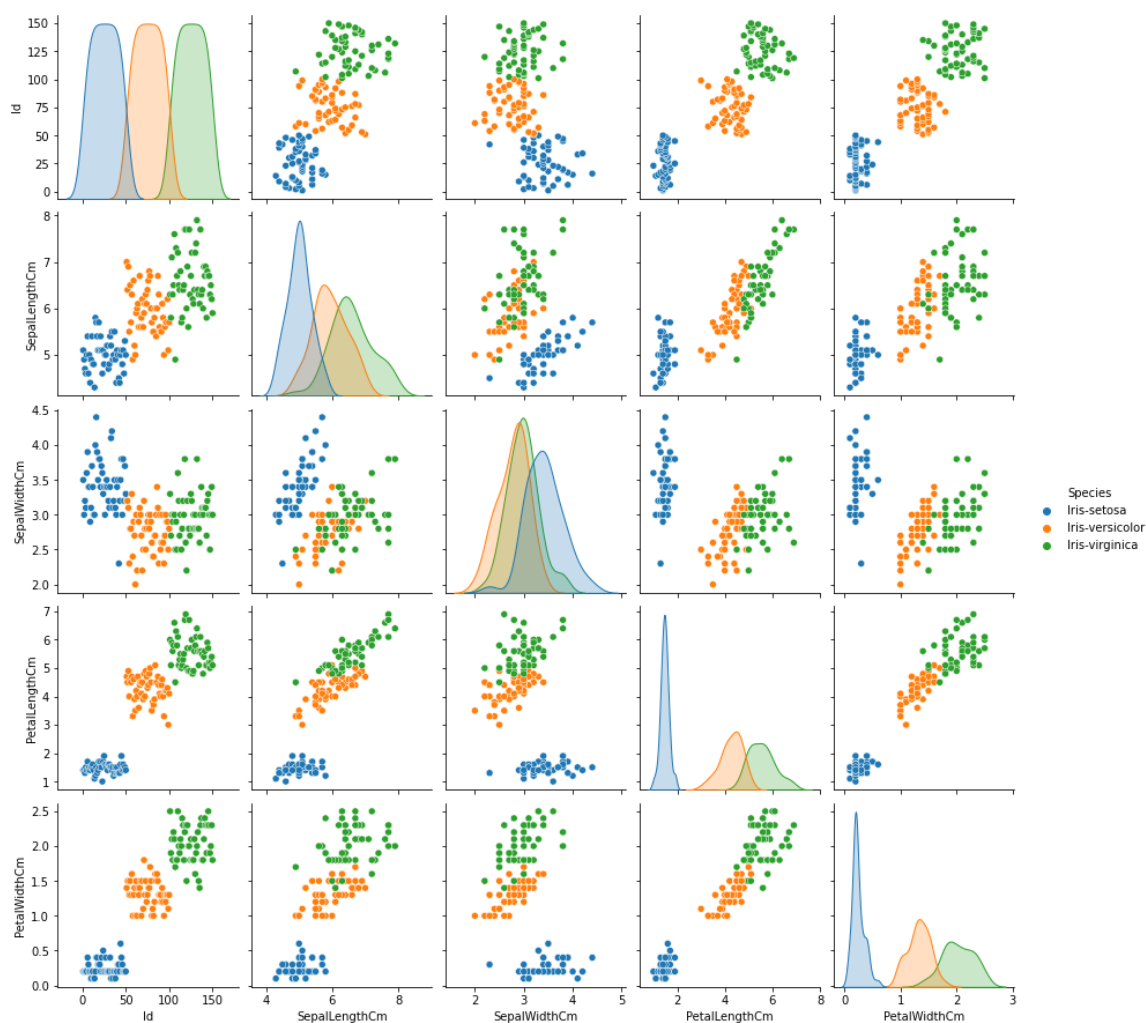 Id
0
25
50
75
100
125
150
SepalLengthCm
5
6
7
8
SepalWidthCm
2.0
2.5
3.0
3.5
4.0
4.5
PetalLengthCm
1
2
3
4
5
6
7
PetalWidthCm
0.0
0.5
1.0
1.5
2.0
2.5
0 50 100 150
Id
4 6 8
SepalLengthCm
2 3 4 5
SepalWidthCm
2 4 6 8
PetalLengthCm
0 1 2 3
PetalWidthCm
Species
Iris-setosa
Iris-versicolor
Iris-virginica